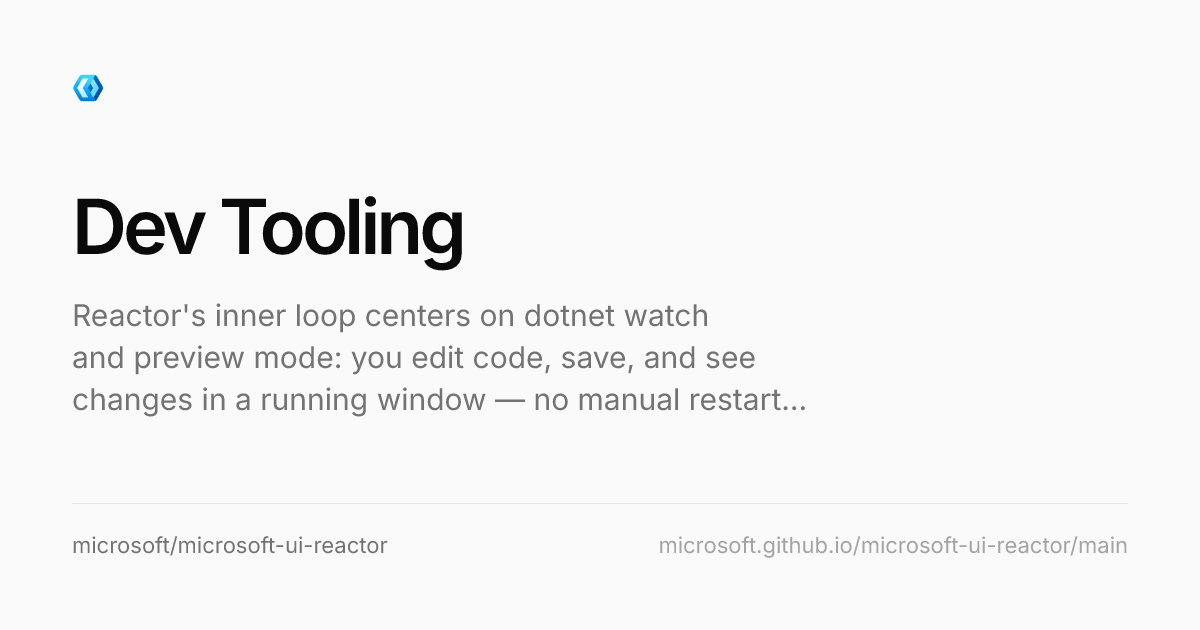 Dev Tooling
Reactor's inner loop centers on dotnet watch
and preview mode: you edit code, save, and see
changes in a running window — no manual restart...
microsoft/microsoft-ui-reactor
microsoft.github.io/microsoft-ui-reactor/main